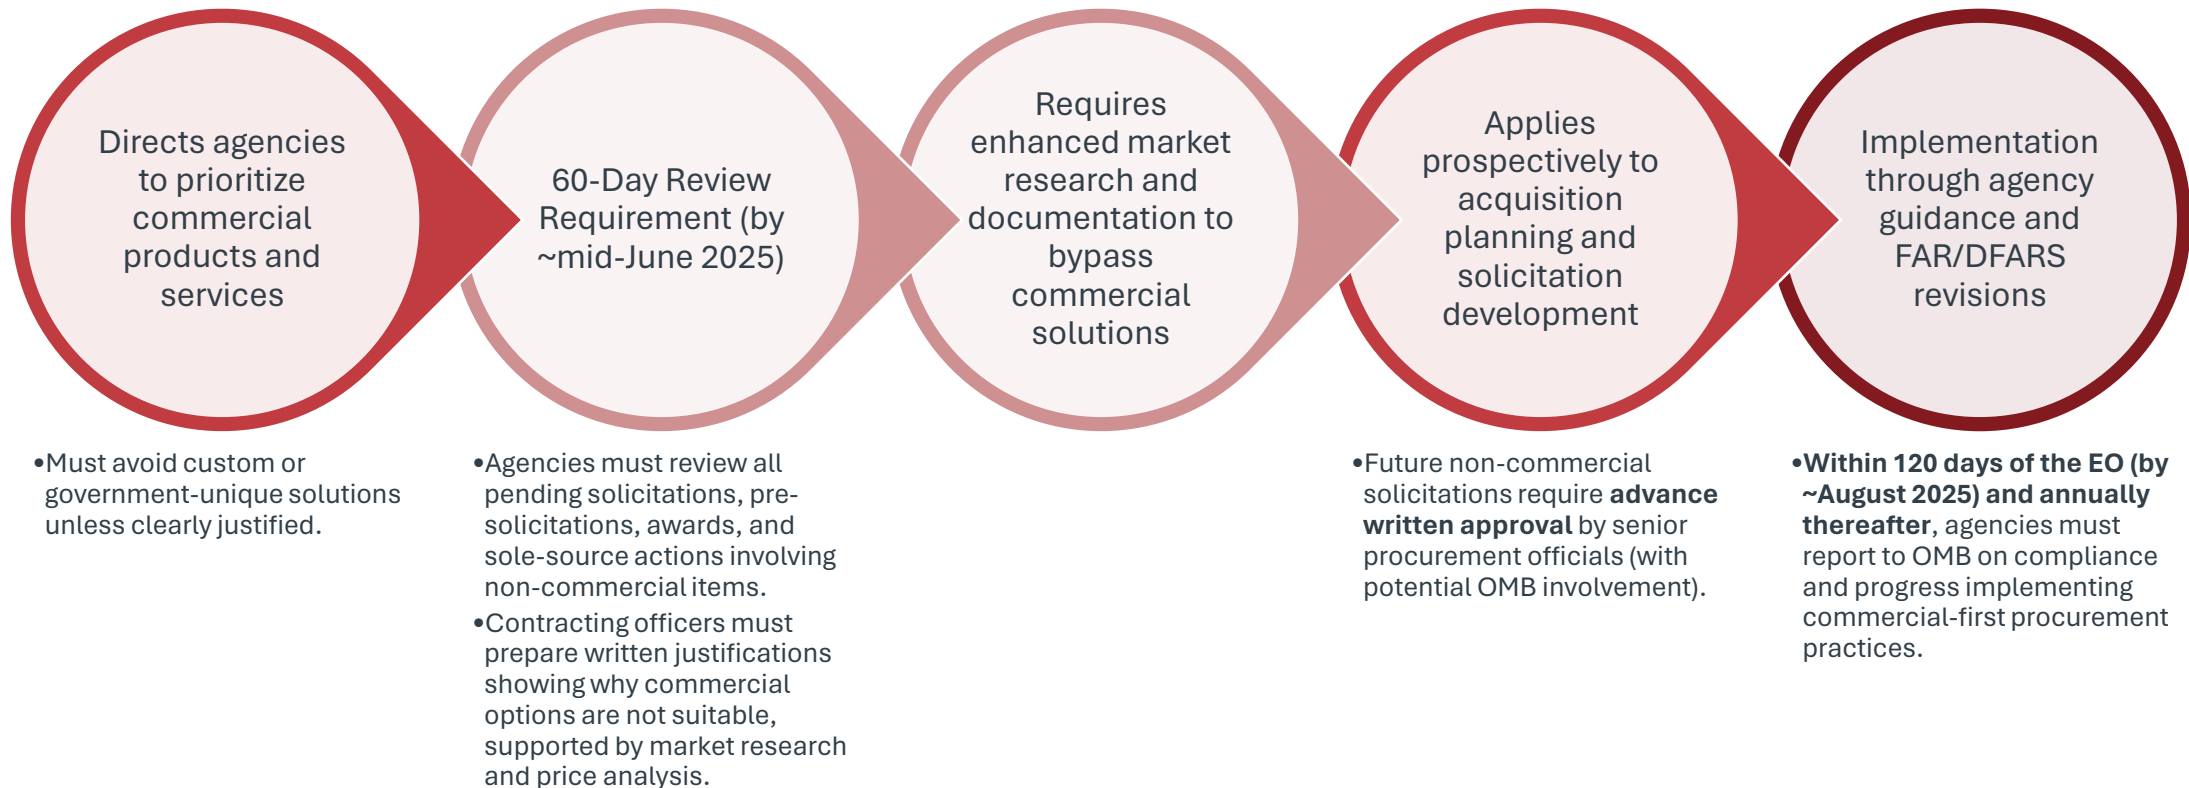 Directs agencies
to prioritize
commercial
products and
services
•Must avoid custom or
government-unique solutions
unless clearly justified.
60-Day Review
Requirement (by
~mid-June 2025)
•Agencies must review all
pending solicitations, pre-
solicitations, awards, and
sole-source actions involving
non-commercial items.
•Contracting officers must
prepare written justifications
showing why commercial
options are not suitable,
supported by market research
and price analysis.
Requires
enhanced market
research and
documentation to
bypass
commercial
solutions
Applies
prospectively to
acquisition
planning and
solicitation
development
•Future non-commercial
solicitations require advance
written approval by senior
procurement officials (with
potential OMB involvement).
Implementation
through agency
guidance and
FAR/DFARS
revisions
•Within 120 days of the EO (by
~August 2025) and annually
thereafter, agencies must
report to OMB on compliance
and progress implementing
commercial-first procurement
practices.